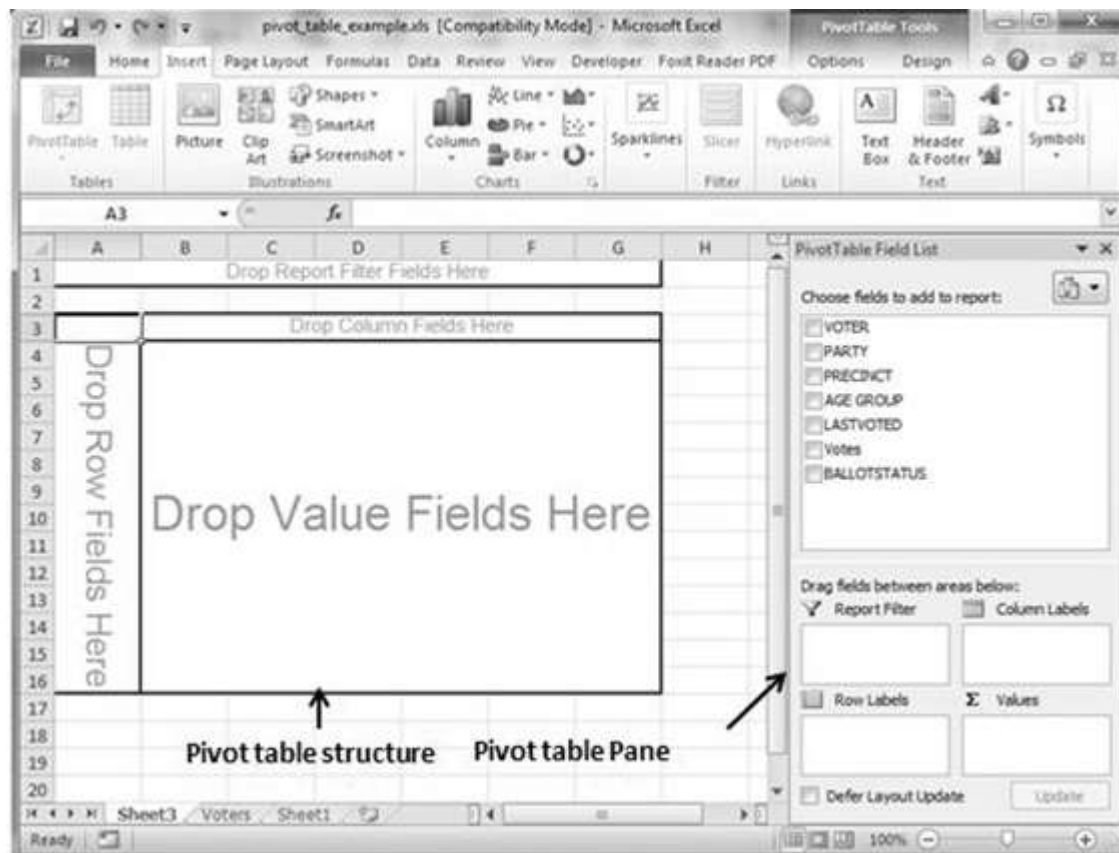 pivot_table_example.xls [Compatibility Mode] - Microsoft Excel
PivotTable Tools
File Home Insert Page Layout Formulas Data Review View Developer Foxit Reader PDF Options Design
PivotTable
Table
Tables
Picture
Clip Art
Shapes
SmartArt
Screenshot
Illustrations
Column
Line
Pie
Bar
Charts
Sparklines
Slicer
Filter
Hyperlink
Links
Text Box
Header & Footer
Text
Symbols
A3
fx
A B C D E F G H
1
2
3
4
5
6
7
8
9
10
11
12
13
14
15
16
17
18
19
20
Drop Report Filter Fields Here
Drop Column Fields Here
Drop Row Fields Here
Drop Value Fields Here
Pivot table structure
Pivot table Pane
PivotTable Field List
Choose fields to add to report:
VOTER
PARTY
PRECINCT
AGE GROUP
LASTVOTED
Votes
BALLOTSTATUS
Drag fields between areas below:
Report Filter
Column Labels
Row Labels
Σ Values
Defer Layout Update
Update
Sheet3 Voters Sheet1
Ready
100%